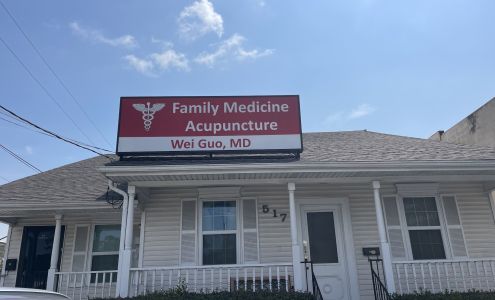 Family Medicine
Acupuncture
Wei Guo, MD
517